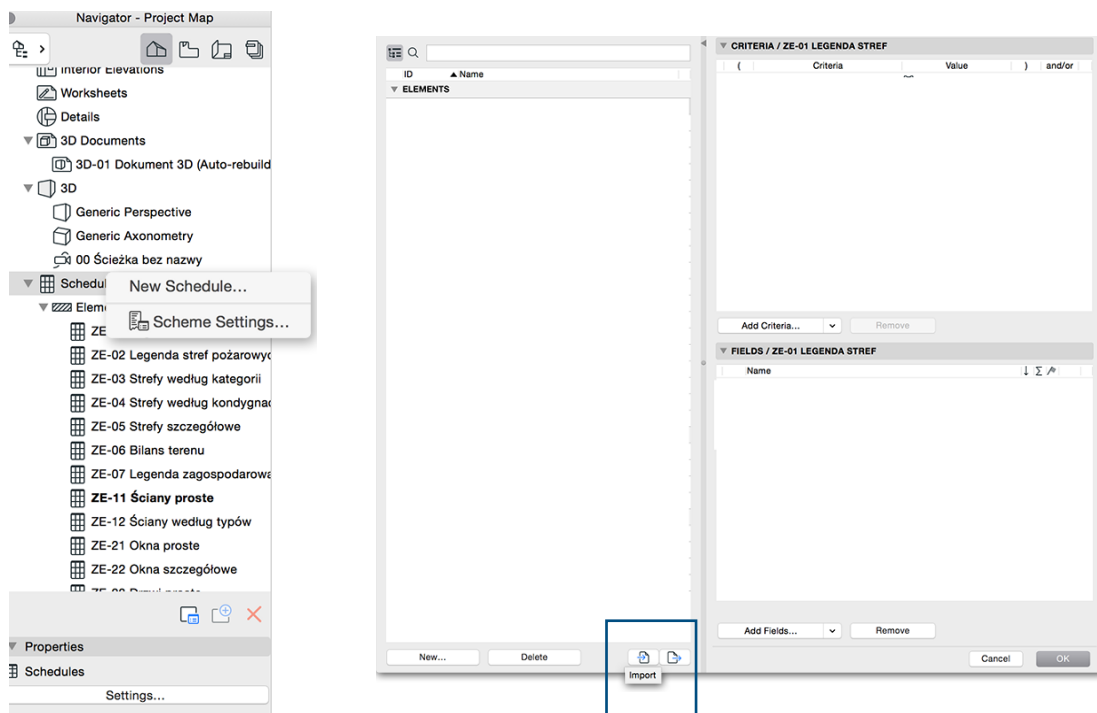 Navigator - Project Map
Interior Elevations
Worksheets
Details
3D Documents
3D-01 Dokument 3D (Auto-rebuild
3D
Generic Perspective
Generic Axonometry
00 Ścieżka bez nazwy
Schedul
New Schedule...
Eleme
Scheme Settings...
ZE
ZE-02 Legenda stref pożarowyc
ZE-03 Strefy według kategorii
ZE-04 Strefy według kondygnac
ZE-05 Strefy szczegółowe
ZE-06 Bilans terenu
ZE-07 Legenda zagospodarowa
ZE-11 Ściany proste
ZE-12 Ściany według typów
ZE-21 Okna proste
ZE-22 Okna szczegółowe
Properties
Schedules
Settings...
ID Name
ELEMENTS
New... Delete
Import
CRITERIA / ZE-01 LEGENDA STREF
( Criteria Value ) and/or
Add Criteria... Remove
FIELDS / ZE-01 LEGENDA STREF
Name ↓ Σ
Add Fields... Remove
Cancel OK